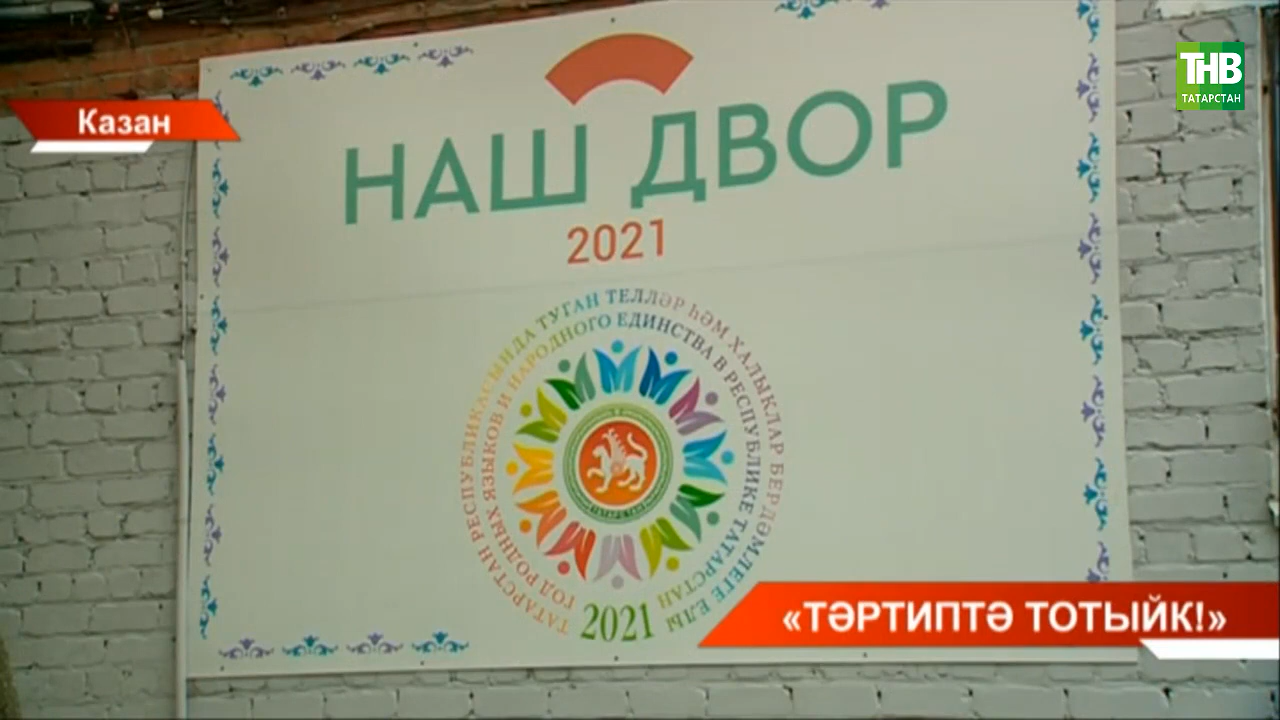 ТНВ
ТАТАРСТАН
Казан
НАШ ДВОР
2021
ТАТАРСТАН РЕСПУБЛИКАСЫНДА ТУГАН ТЕЛЛӘР ҺӘМ ХАЛЫКЛАР БЕРДӘМЛЕГЕ ЕЛЫ
ГОД РОДНЫХ ЯЗЫКОВ И НАРОДНОГО ЕДИНСТВА В РЕСПУБЛИКЕ ТАТАРСТАН
ТАТАРСТАН
2021
«ТӘРТИПТӘ ТОТЫЙК!»